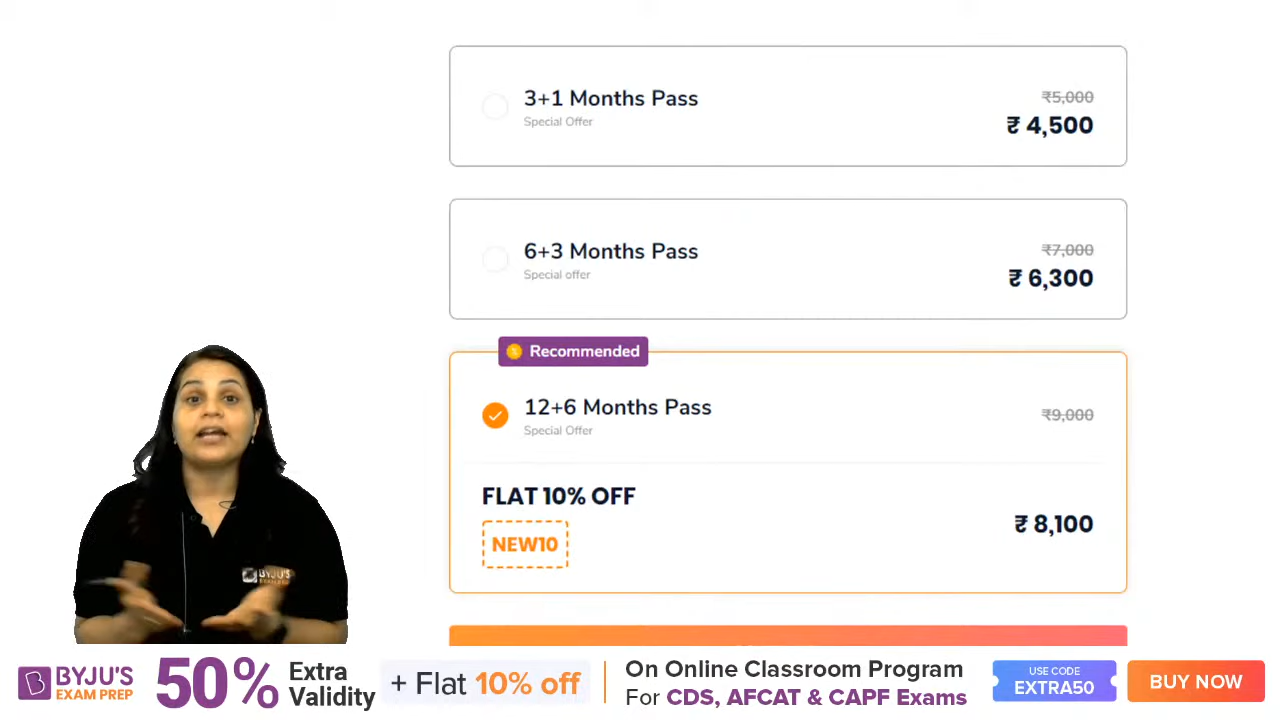 3+1 Months Pass
Special Offer
₹5,000
₹ 4,500
6+3 Months Pass
Special offer
₹7,000
₹ 6,300
Recommended
12+6 Months Pass
Special Offer
₹9,000
FLAT 10% OFF
NEW10
₹ 8,100
BYJU'S
EXAM PREP
BYJU'S
EXAM PREP
50% Extra
Validity
+ Flat 10% off
On Online Classroom Program
For CDS, AFCAT & CAPF Exams
USE CODE
EXTRA50
BUY NOW